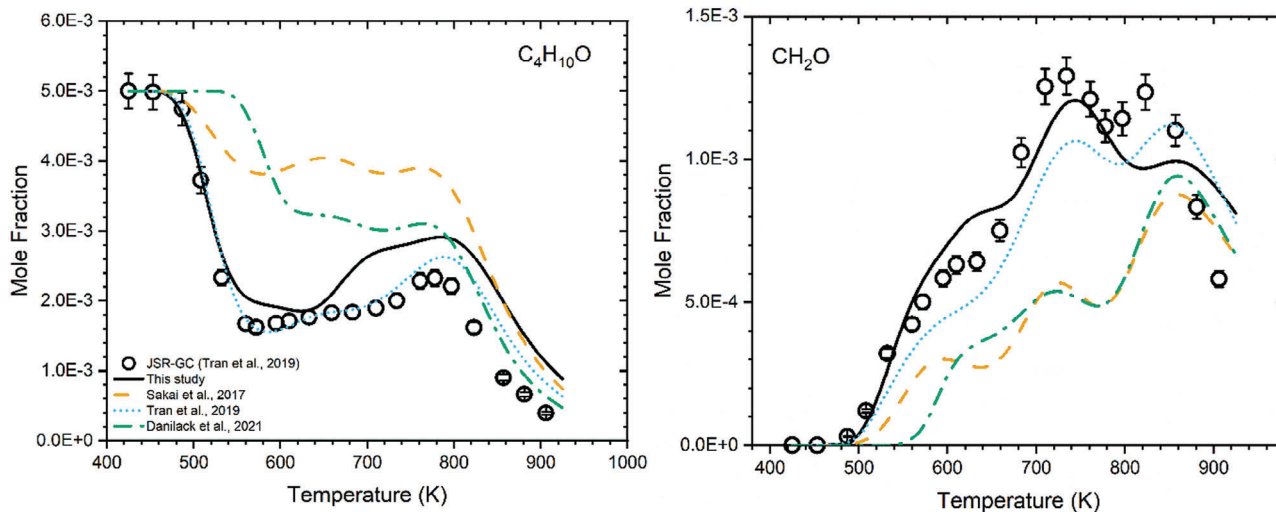 C₄H₁₀O
Mole Fraction
6.0E-3
5.0E-3
4.0E-3
3.0E-3
2.0E-3
1.0E-3
0.0E+0
JSR-GC (Tran et al., 2019)
This study
Sakai et al., 2017
Tran et al., 2019
Danilack et al., 2021
400 500 600 700 800 900 1000
Temperature (K)
CH₂O
Mole Fraction
1.5E-3
1.0E-3
5.0E-4
0.0E+0
400 500 600 700 800 900
Temperature (K)